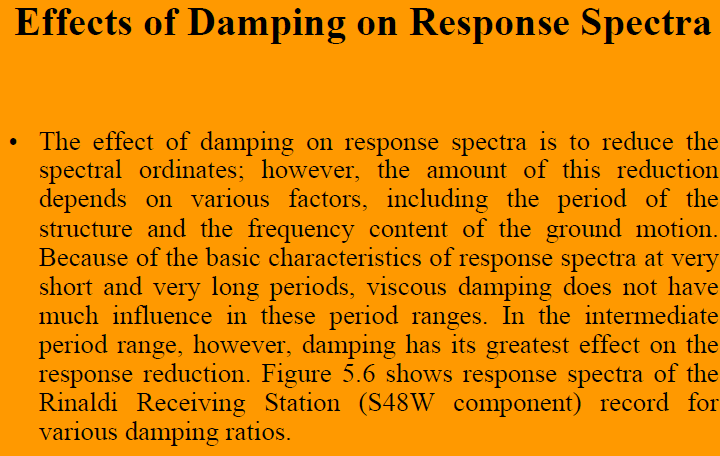 Effects of Damping on Response Spectra
• The effect of damping on response spectra is to reduce the
spectral ordinates; however, the amount of this reduction
depends on various factors, including the period of the
structure and the frequency content of the ground motion.
Because of the basic characteristics of response spectra at very
short and very long periods, viscous damping does not have
much influence in these period ranges. In the intermediate
period range, however, damping has its greatest effect on the
response reduction. Figure 5.6 shows response spectra of the
Rinaldi Receiving Station (S48W component) record for
various damping ratios.